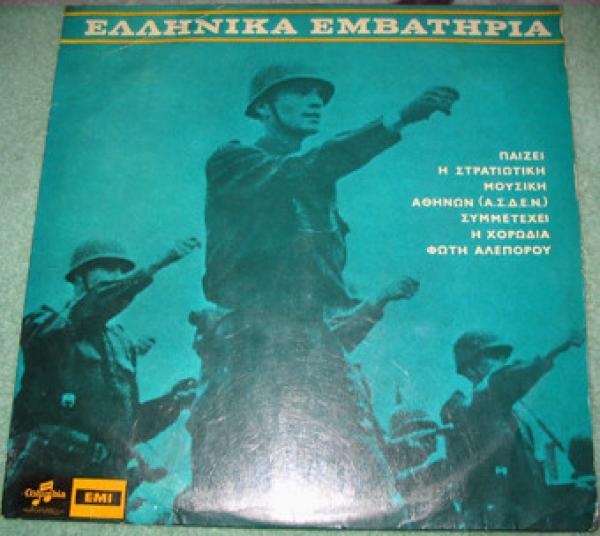 ΕΛΛΗΝΙΚΑ ΕΜΒΑΤΗΡΙΑ
ΠΑΙΖΕΙ
Η ΣΤΡΑΤΙΩΤΙΚΗ
ΜΟΥΣΙΚΗ
ΑΘΗΝΩΝ (Α.Σ.Δ.Ε.Ν.)
ΣΥΜΜΕΤΕΧΕΙ
Η ΧΟΡΩΔΙΑ
ΦΩΤΗ ΑΛΕΠΟΡΟΥ
Columbia
EMI